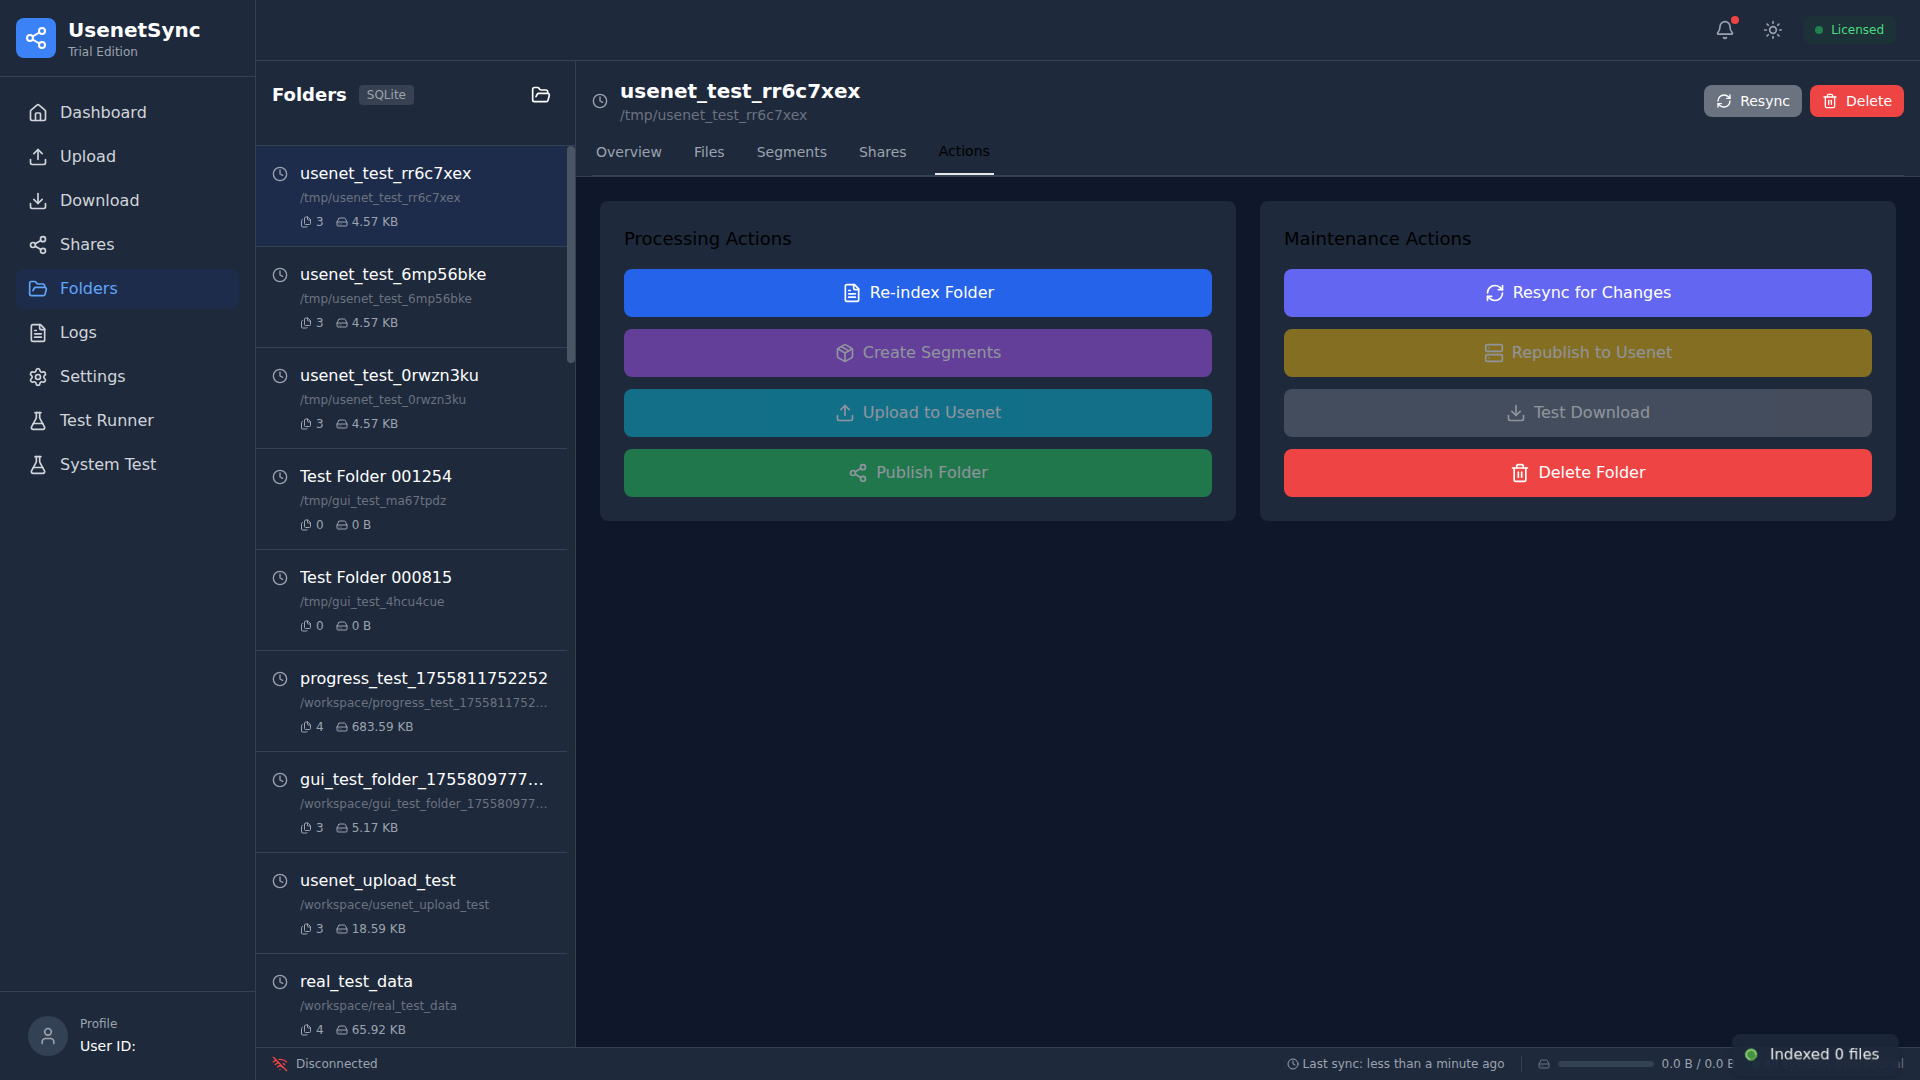 UsenetSync
Trial Edition
Dashboard
Upload
Download
Shares
Folders
Logs
Settings
Test Runner
System Test
Profile
User ID:
Licensed
Folders
SQLite
usenet_test_rr6c7xex
/tmp/usenet_test_rr6c7xex
3 4.57 KB
usenet_test_6mp56bke
/tmp/usenet_test_6mp56bke
3 4.57 KB
usenet_test_0rwzn3ku
/tmp/usenet_test_0rwzn3ku
3 4.57 KB
Test Folder 001254
/tmp/gui_test_ma67tpdz
0 0 B
Test Folder 000815
/tmp/gui_test_4hcu4cue
0 0 B
progress_test_1755811752252
/workspace/progress_test_1755811752...
4 683.59 KB
gui_test_folder_1755809777...
/workspace/gui_test_folder_175580977...
3 5.17 KB
usenet_upload_test
/workspace/usenet_upload_test
3 18.59 KB
real_test_data
/workspace/real_test_data
4 65.92 KB
usenet_test_rr6c7xex
/tmp/usenet_test_rr6c7xex
Resync
Delete
Overview Files Segments Shares Actions
Processing Actions
Re-index Folder
Create Segments
Upload to Usenet
Publish Folder
Maintenance Actions
Resync for Changes
Republish to Usenet
Test Download
Delete Folder
Disconnected
Last sync: less than a minute ago
0.0 B / 0.0 B
Indexed 0 files